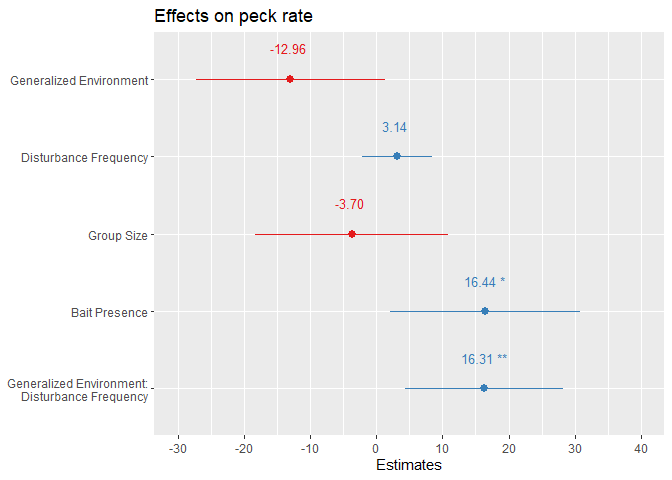 Effects on peck rate
-12.96
Generalized Environment
3.14
Disturbance Frequency
-3.70
Group Size
16.44 *
Bait Presence
16.31 **
Generalized Environment:
Disturbance Frequency
-30 -20 -10 0 10 20 30 40
Estimates